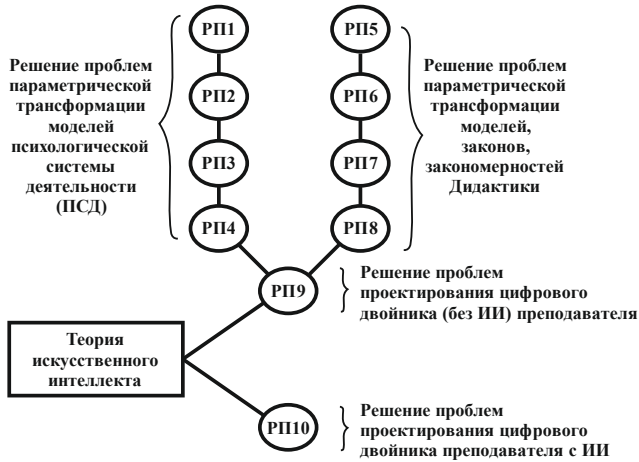 РП1
РП2
РП3
РП4
Решение проблем
параметрической
трансформации
моделей
психологической
системы
деятельности
(ПСД)
РП5
РП6
РП7
РП8
Решение проблем
параметрической
трансформации
моделей,
законов,
закономерностей
Дидактики
РП9
Решение проблем
проектирования цифрового
двойника (без ИИ) преподавателя
Теория
искусственного
интеллекта
РП10
Решение проблем
проектирования цифрового
двойника преподавателя с ИИ